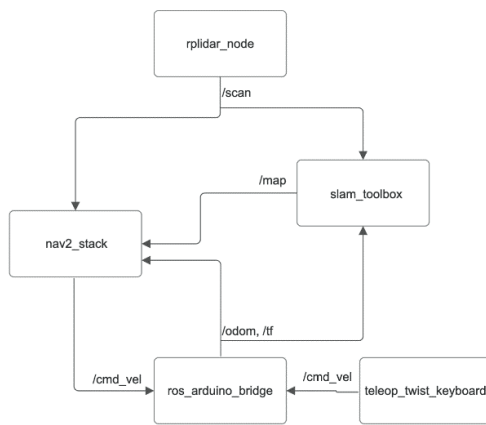 rplidar_node
/scan
/map
slam_toolbox
nav2_stack
/odom, /tf
/cmd_vel
/cmd_vel
ros_arduino_bridge
teleop_twist_keyboard